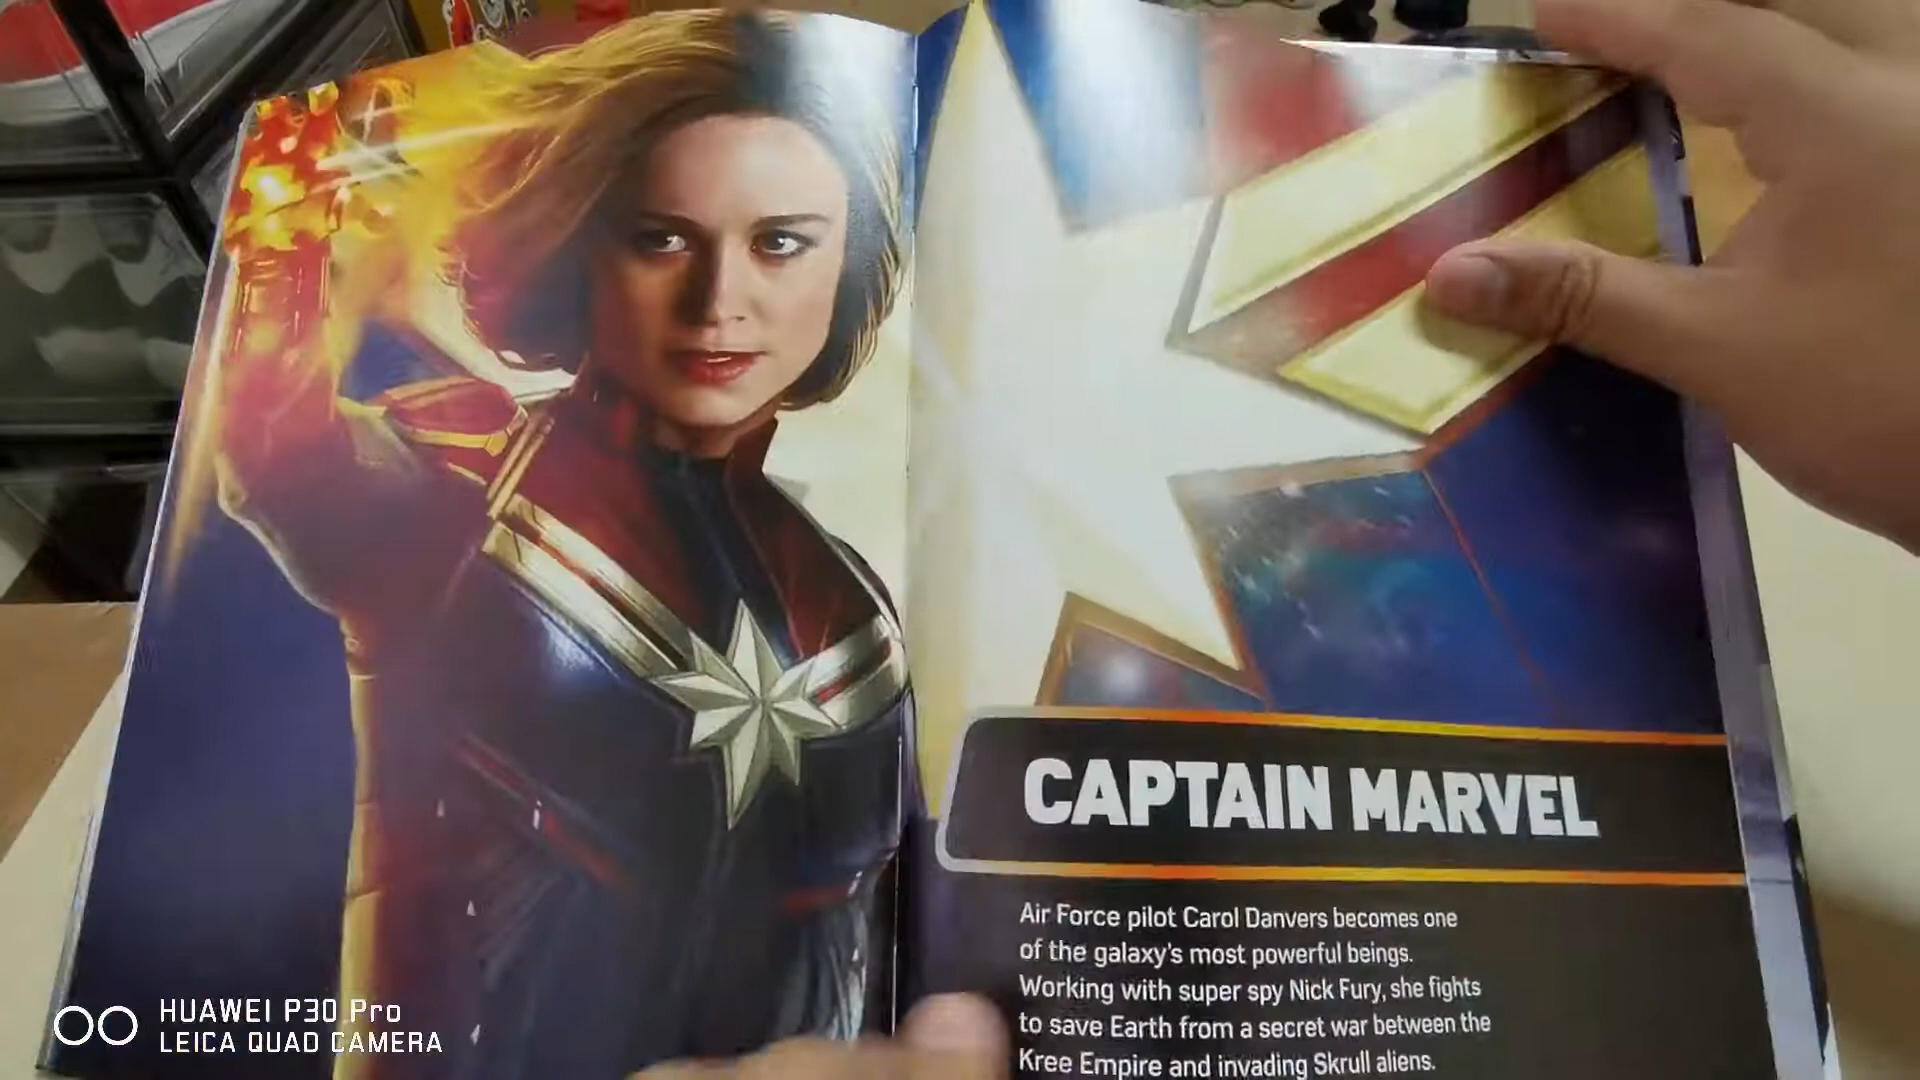 CAPTAIN MARVEL
Air Force pilot Carol Danvers becomes one
of the galaxy's most powerful beings.
Working with super spy Nick Fury, she fights
to save Earth from a secret war between the
Kree Empire and invading Skrull aliens.
HUAWEI P30 Pro
LEICA QUAD CAMERA